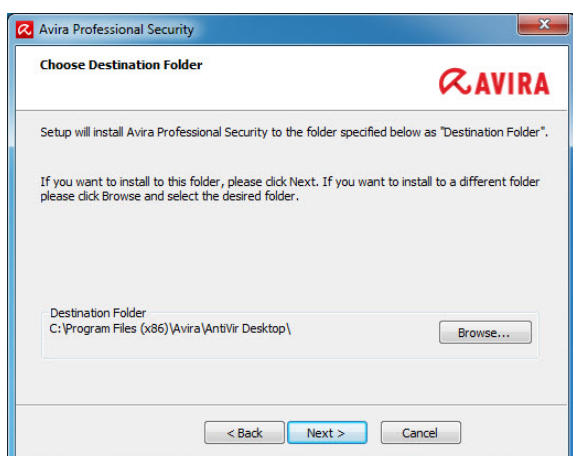 Avira Professional Security
Choose Destination Folder
AVIRA
Setup will install Avira Professional Security to the folder specified below as "Destination Folder".
If you want to install to this folder, please click Next. If you want to install to a different folder
please click Browse and select the desired folder.
Destination Folder
C:\Program Files (x86)\Avira\AntiVir Desktop\
Browse...
< Back
Next >
Cancel